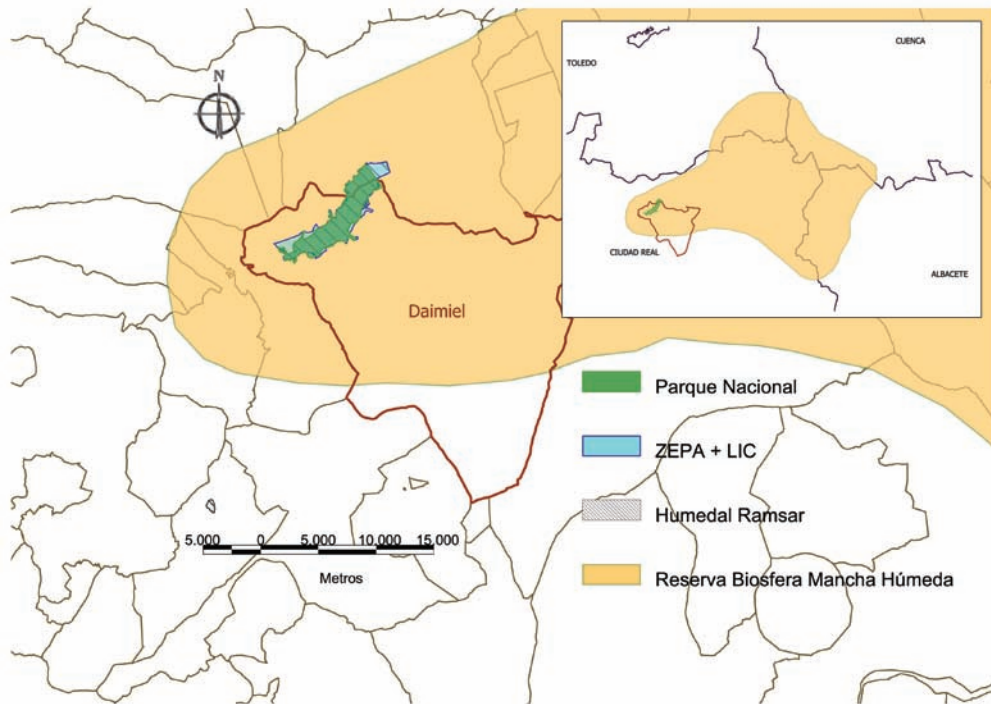 N
CUENCA
TOLEDO
CIUDAD REAL
ALBACETE
Daimiel
Parque Nacional
ZEPA + LIC
Humedal Ramsar
Reserva Biosfera Mancha Húmeda
5.000 0 5.000 10.000 15.000
Metros